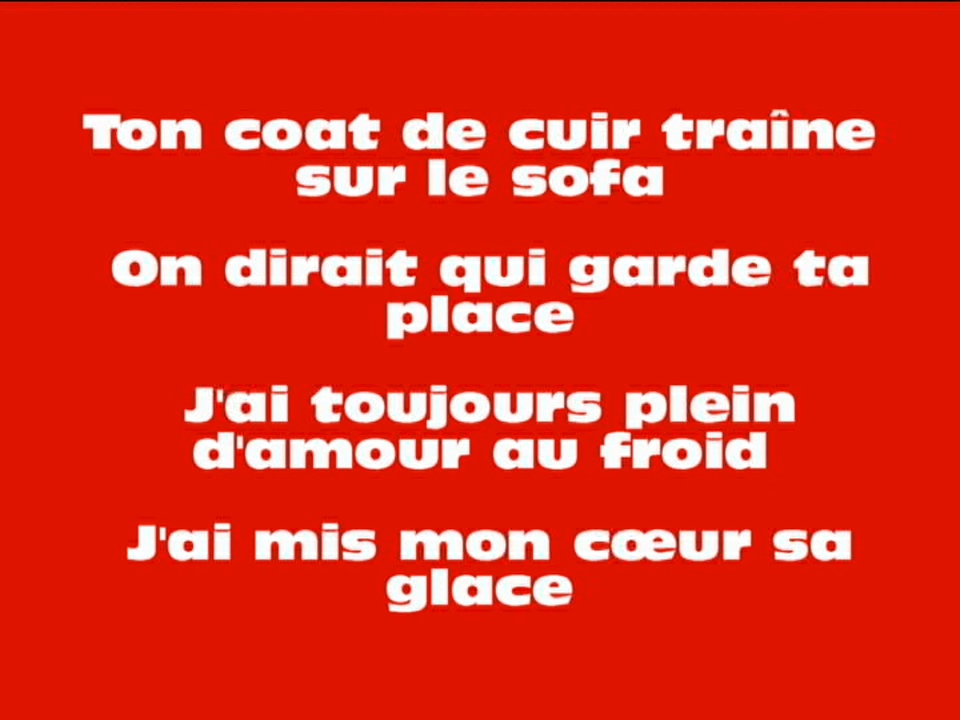 Ton coat de cuir traîne
sur le sofa
On dirait qui garde ta
place
J'ai toujours plein
d'amour au froid
J'ai mis mon cœur sa
glace